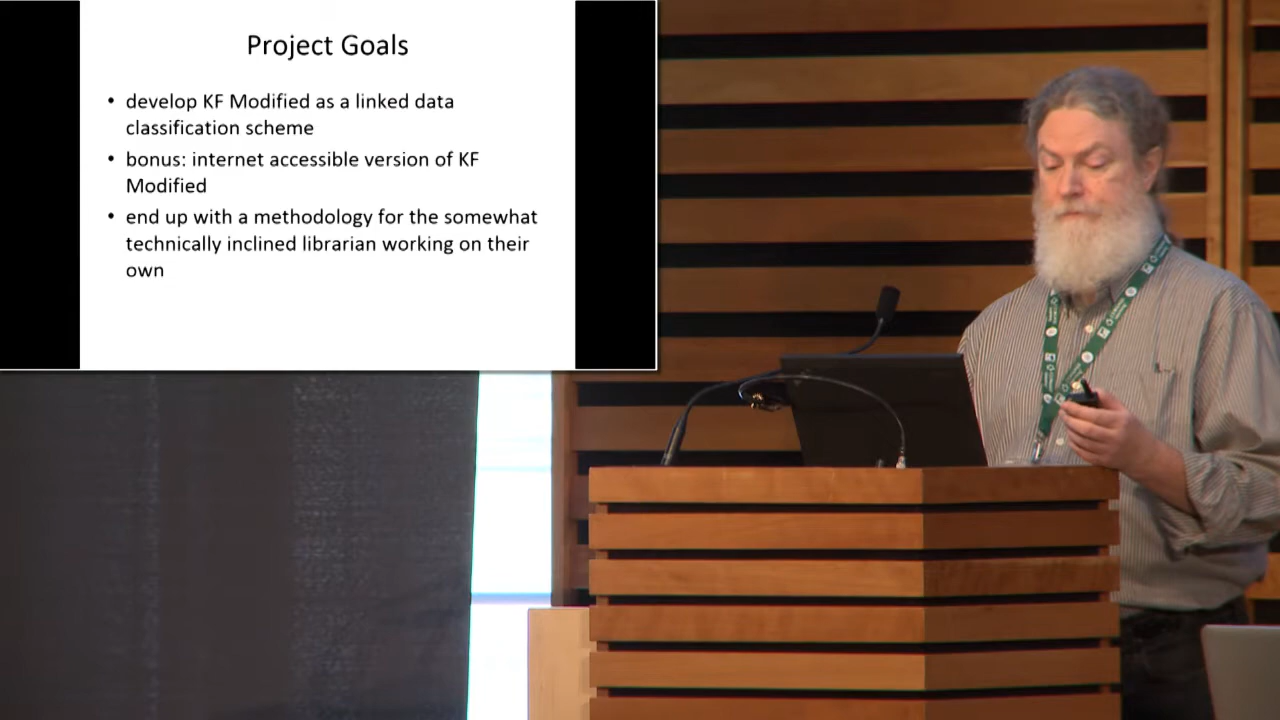 Project Goals
• develop KF Modified as a linked data
classification scheme
• bonus: internet accessible version of KF
Modified
• end up with a methodology for the somewhat
technically inclined librarian working on their
own